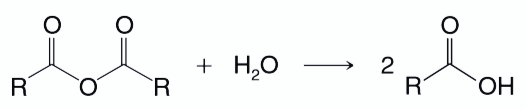 O O O
R O R + H₂O → 2 R OH